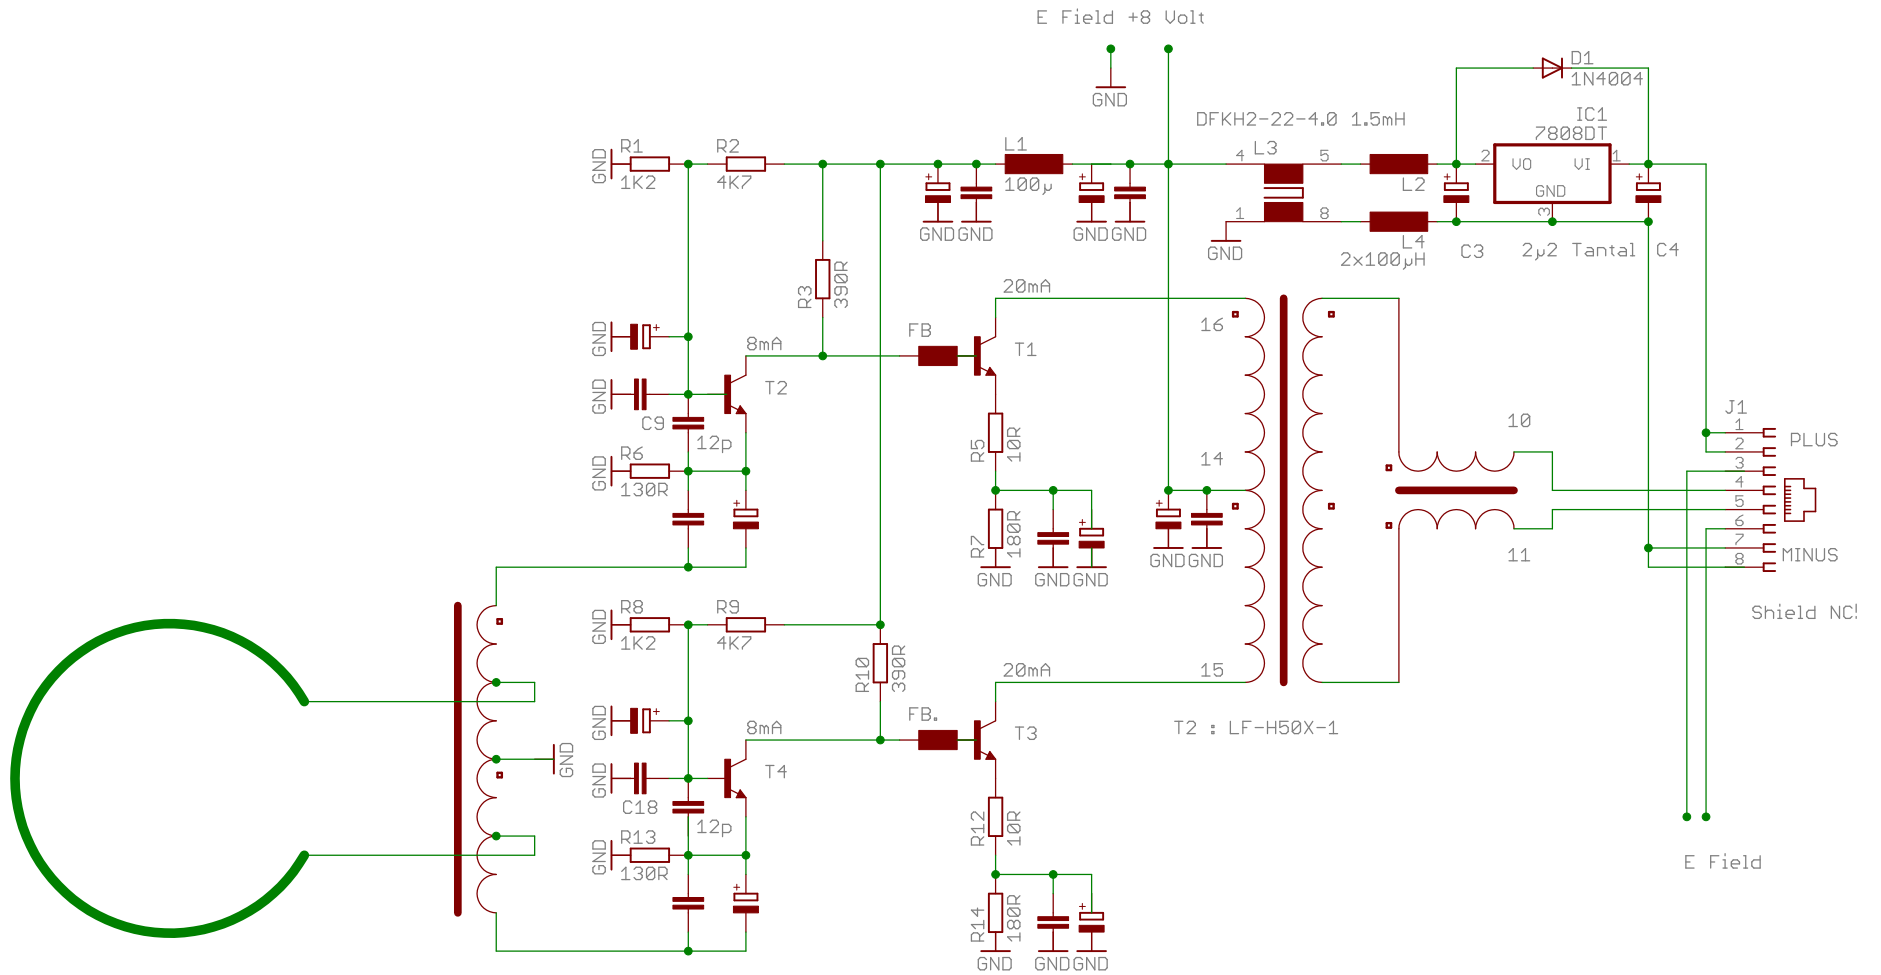 E Field +8 Volt
GND
D1
1N4004
IC1
7808DT
DFKH2-22-4.0 1.5mH
L3
4
5
1
8
L2
L4
2x100µH
2
VO
VI
1
GND
3
C3
2µ2 Tantal
C4
GND
R1
1K2
R2
4K7
L1
100µ
+
GND
GND
+
GND
GND
GND
+
+
R3
390R
GND
+
8mA
T2
GND
C9
12p
GND
R6
130R
+
FB
T1
20mA
R5
10R
R7
180R
GND
+
GND
GND
16
14
15
+
GND
GND
10
11
J1
1
2
3
4
5
6
7
8
PLUS
MINUS
Shield NC!
GND
R8
1K2
R9
4K7
R10
390R
GND
GND
+
8mA
T4
GND
C18
12p
GND
R13
130R
+
FB.
T3
20mA
R12
10R
R14
180R
GND
+
GND
GND
T2 : LF-H50X-1
E Field